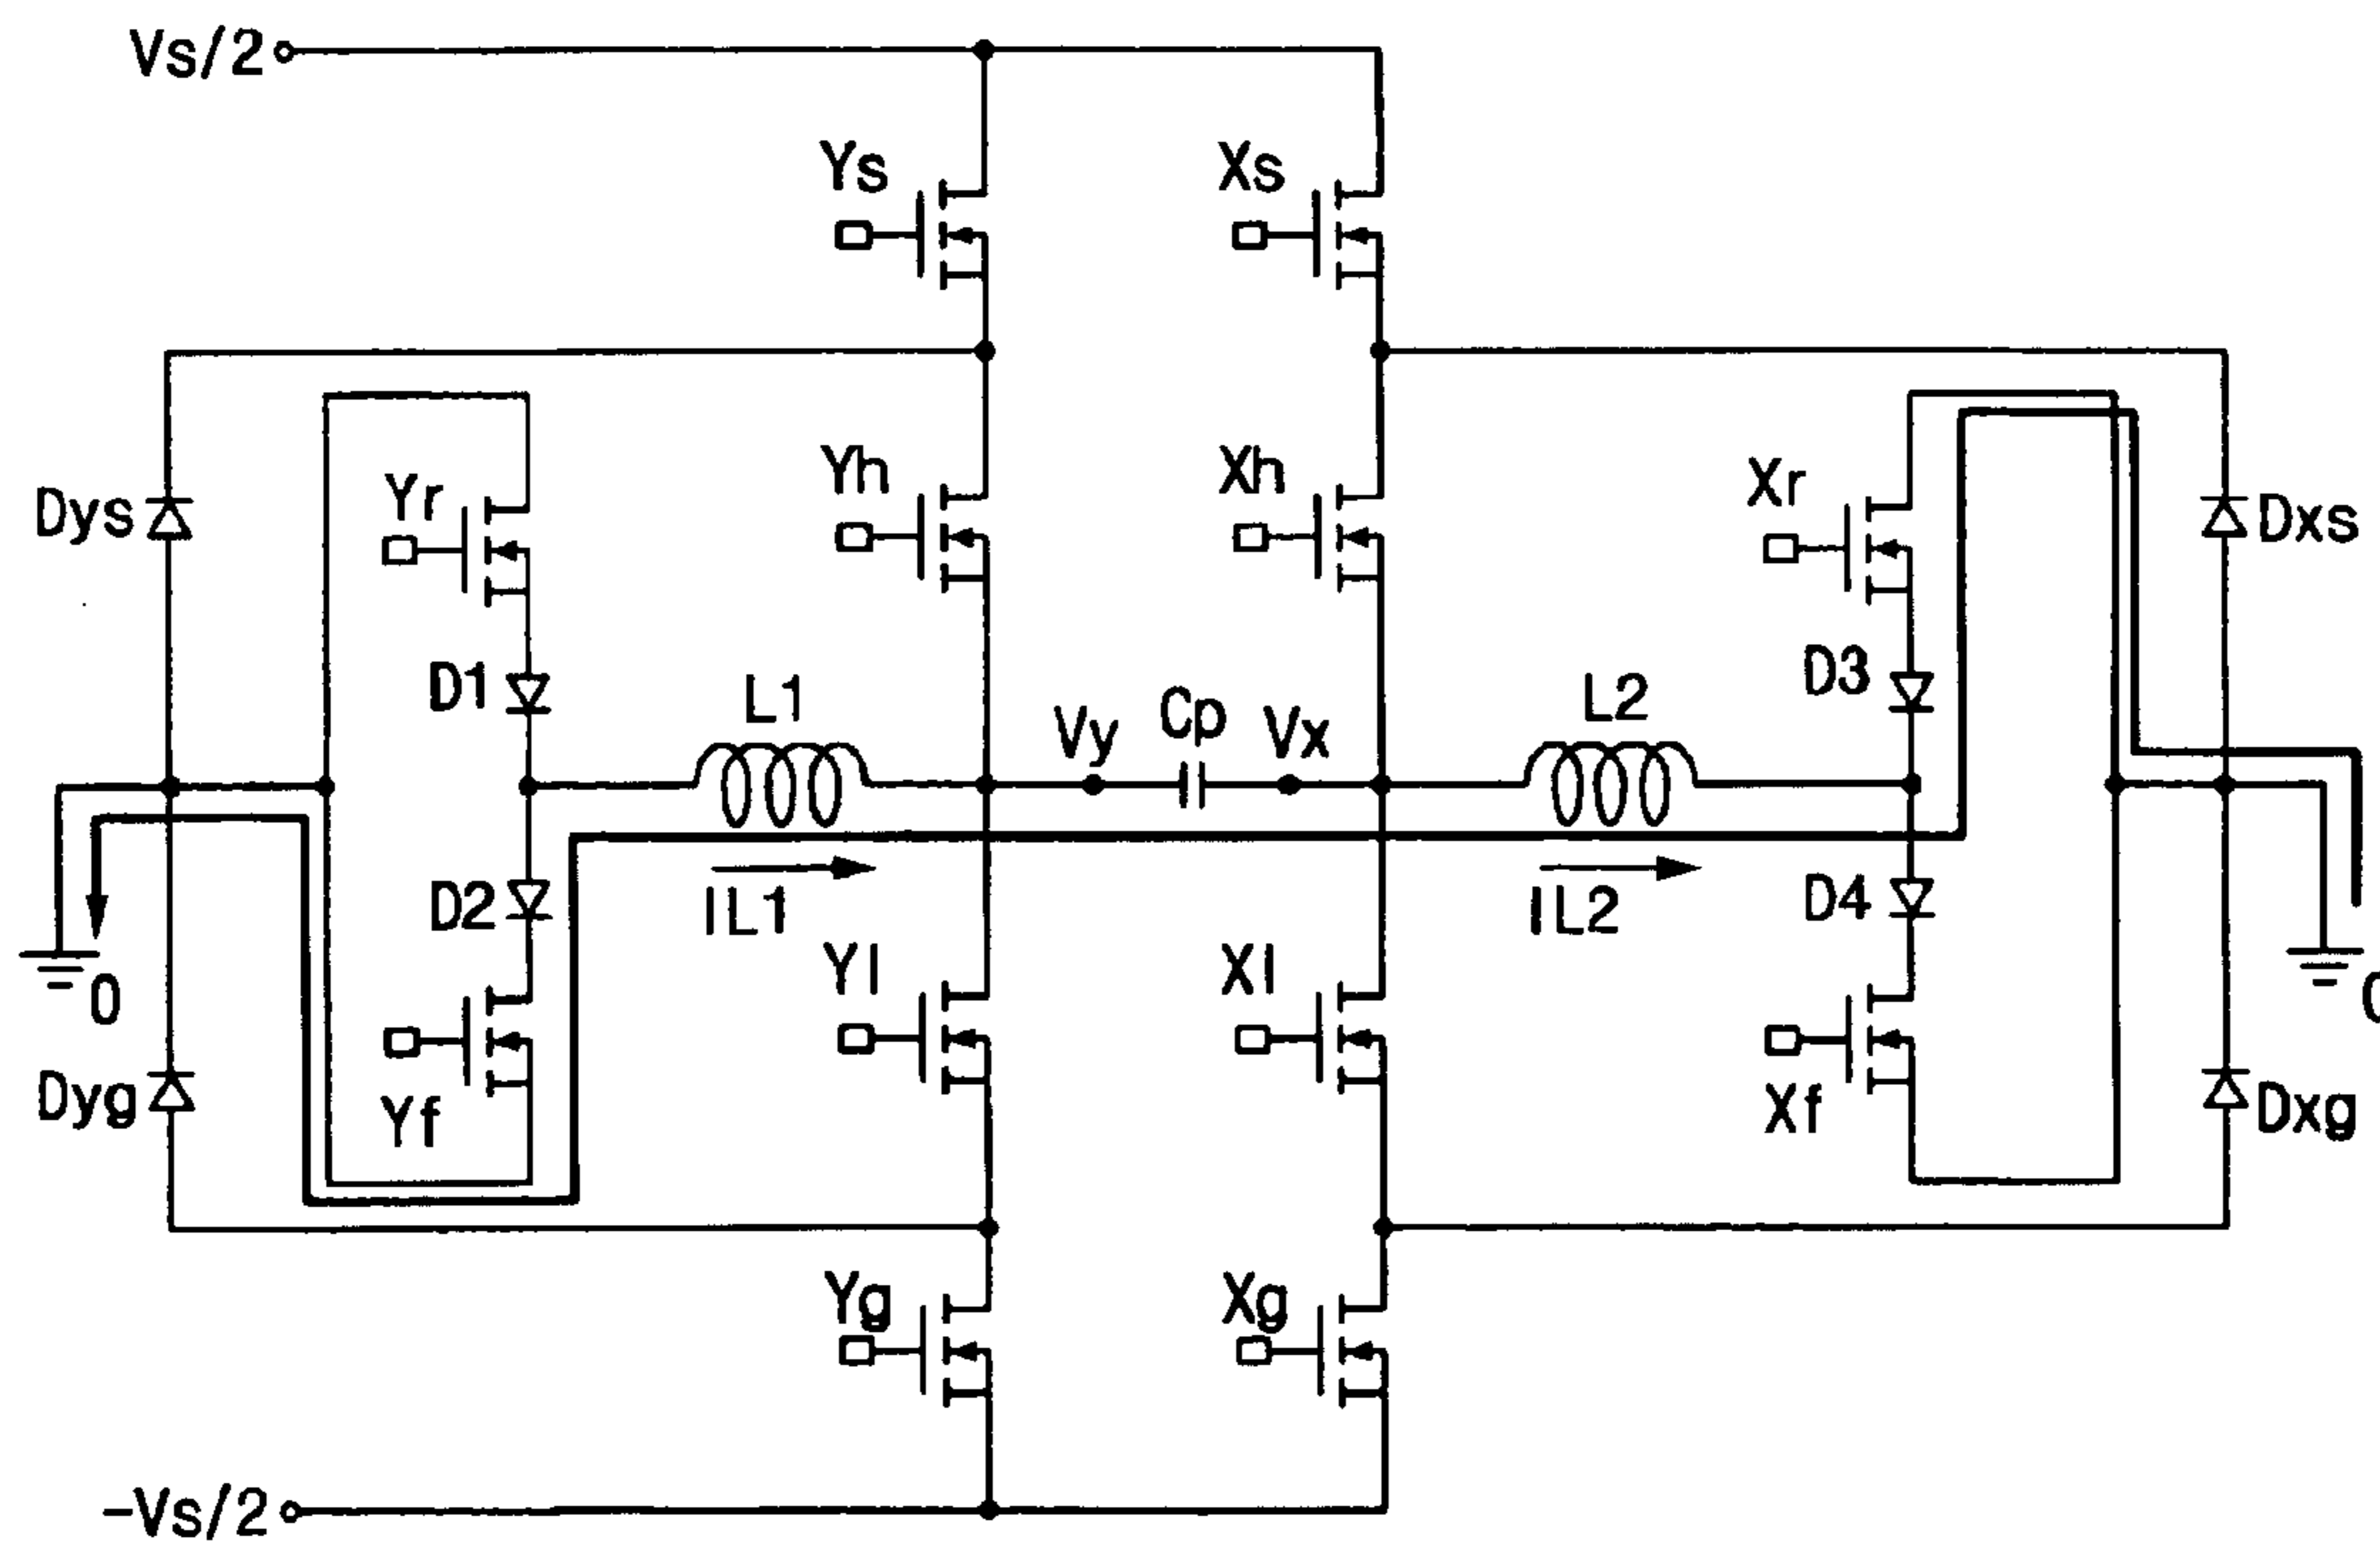 Vs/2
Ys
Xs
Yh
Xh
Yr
Xr
Dys
Dxs
D1
L1
Vy
Cp
Vx
L2
D3
D2
IL1
IL2
D4
Yl
Xl
0
Dyg
Yf
Xf
Dxg
Yg
Xg
-Vs/2